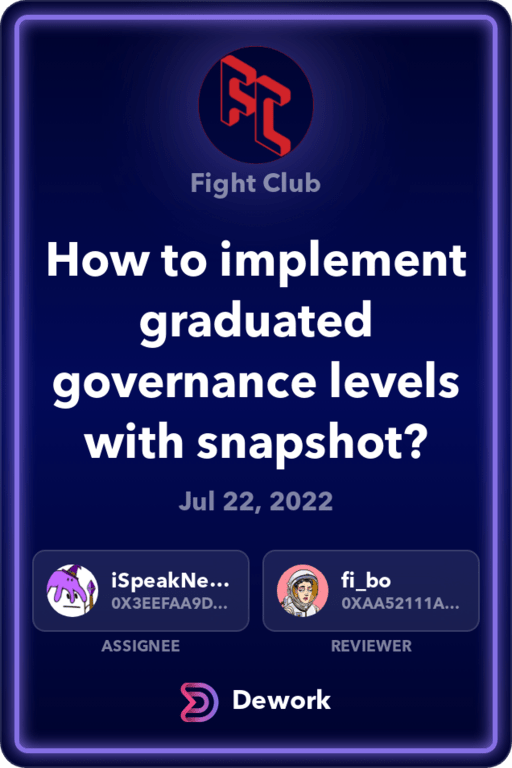 FC
Fight Club
How to implement
graduated
governance levels
with snapshot?
Jul 22, 2022
iSpeakNe...
0X3EEFAA9D...
fi_bo
0XAA52111A...
ASSIGNEE
REVIEWER
Dework